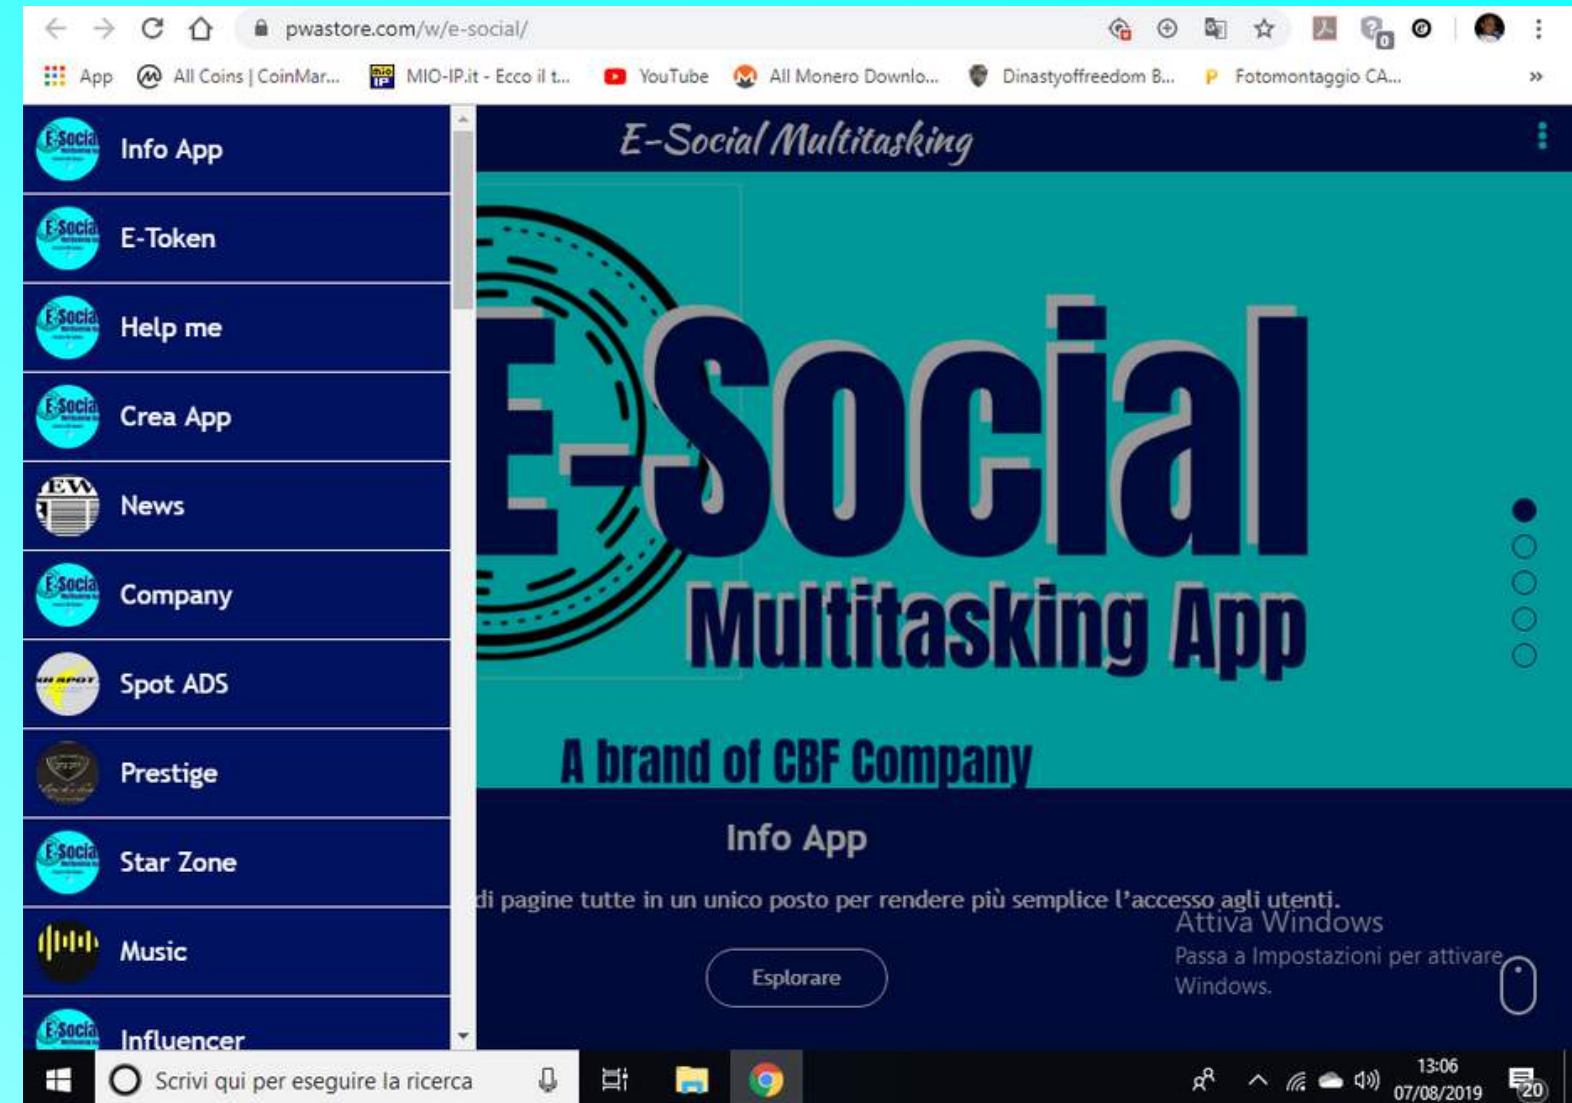 pwastore.com/w/e-social/
App
All Coins | CoinMar...
MIO-IP.it - Ecco il t...
YouTube
All Monero Downlo...
Dinastyoffreedom B...
Fotomontaggio CA...
»
Info App
E-Token
Help me
Crea App
News
Company
Spot ADS
Prestige
Star Zone
Music
Influencer
E-Social Multitasking
E-Social
Multitasking App
A brand of CBF Company
Info App
di pagine tutte in un unico posto per rendere più semplice l'accesso agli utenti.
Esplorare
Attiva Windows
Passa a Impostazioni per attivare
Windows.
Scrivi qui per eseguire la ricerca
13:06
07/08/2019
20